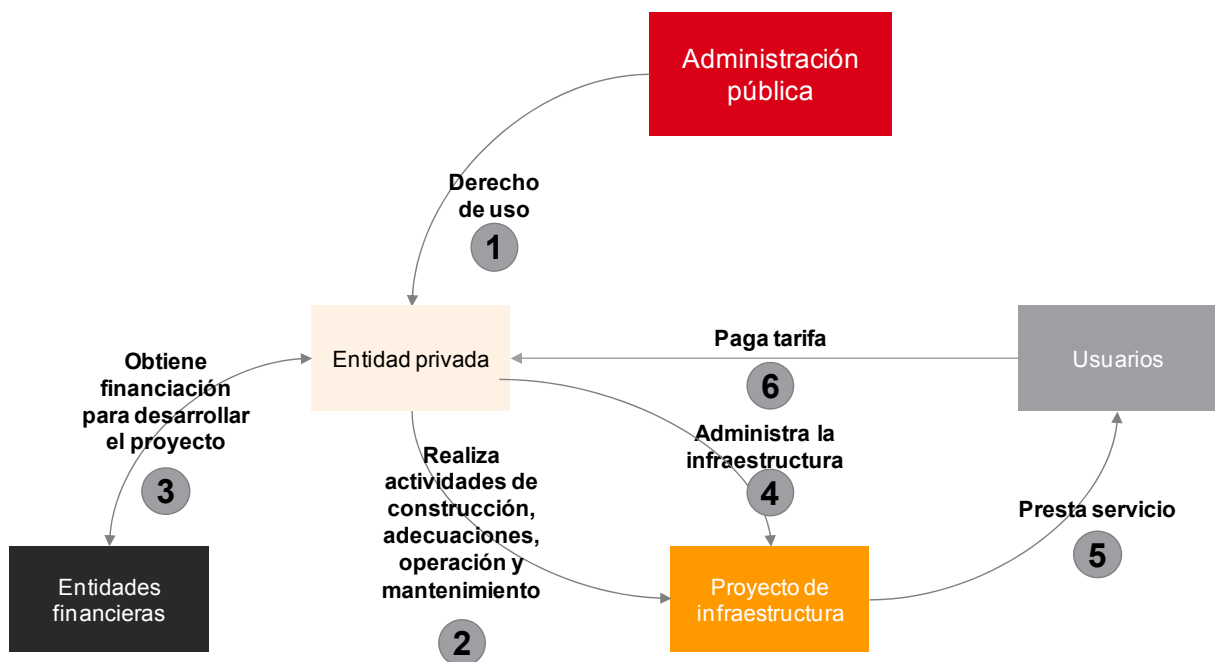 Administración
pública
Derecho
de uso
1
Entidad privada
Paga tarifa
6
Usuarios
Obtiene
financiación
para desarrollar
el proyecto
3
Realiza
actividades de
construcción,
adecuaciones,
operación y
mantenimiento
2
Administra la
infraestructura
4
Presta servicio
5
Entidades
financieras
Proyecto de
infraestructura